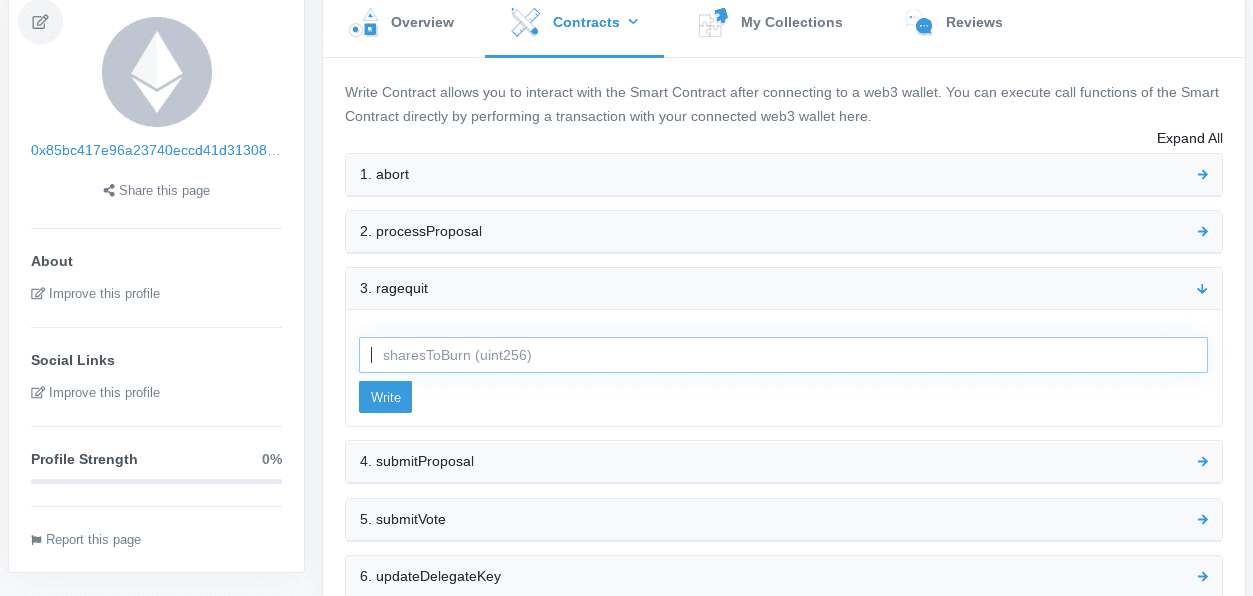 0x85bc417e96a23740eccd41d31308…
Share this page
About
Improve this profile
Social Links
Improve this profile
Profile Strength 0%
Report this page
Overview Contracts My Collections Reviews
Write Contract allows you to interact with the Smart Contract after connecting to a web3 wallet. You can execute call functions of the Smart
Contract directly by performing a transaction with your connected web3 wallet here.
Expand All
1. abort
2. processProposal
3. ragequit
sharesToBurn (uint256)
Write
4. submitProposal
5. submitVote
6. updateDelegateKey